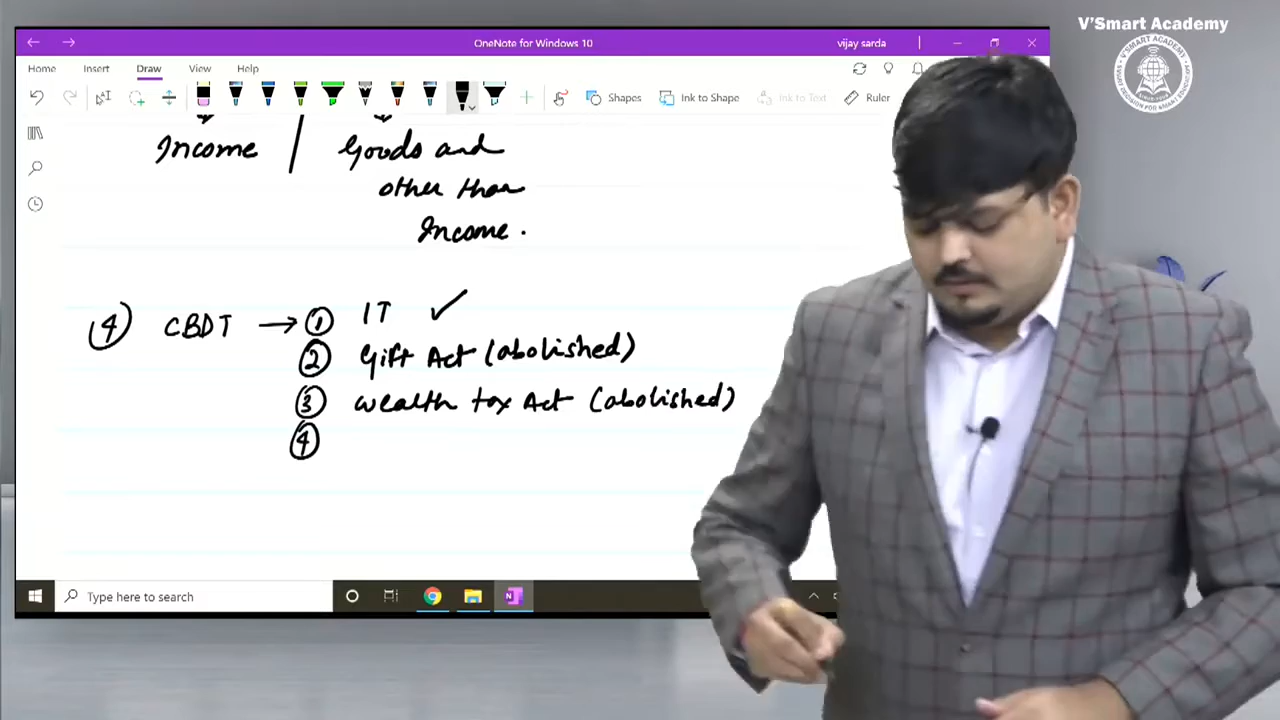 V'Smart Academy
OneNote for Windows 10
vijay sarda
Home Insert Draw View Help
Shapes Ink to Shape Ink to Text Ruler
Income / Goods and
other than
Income.
④ CBDT → ① IT ✓
② Gift Act (abolished)
③ Wealth tax Act (abolished)
④
Type here to search